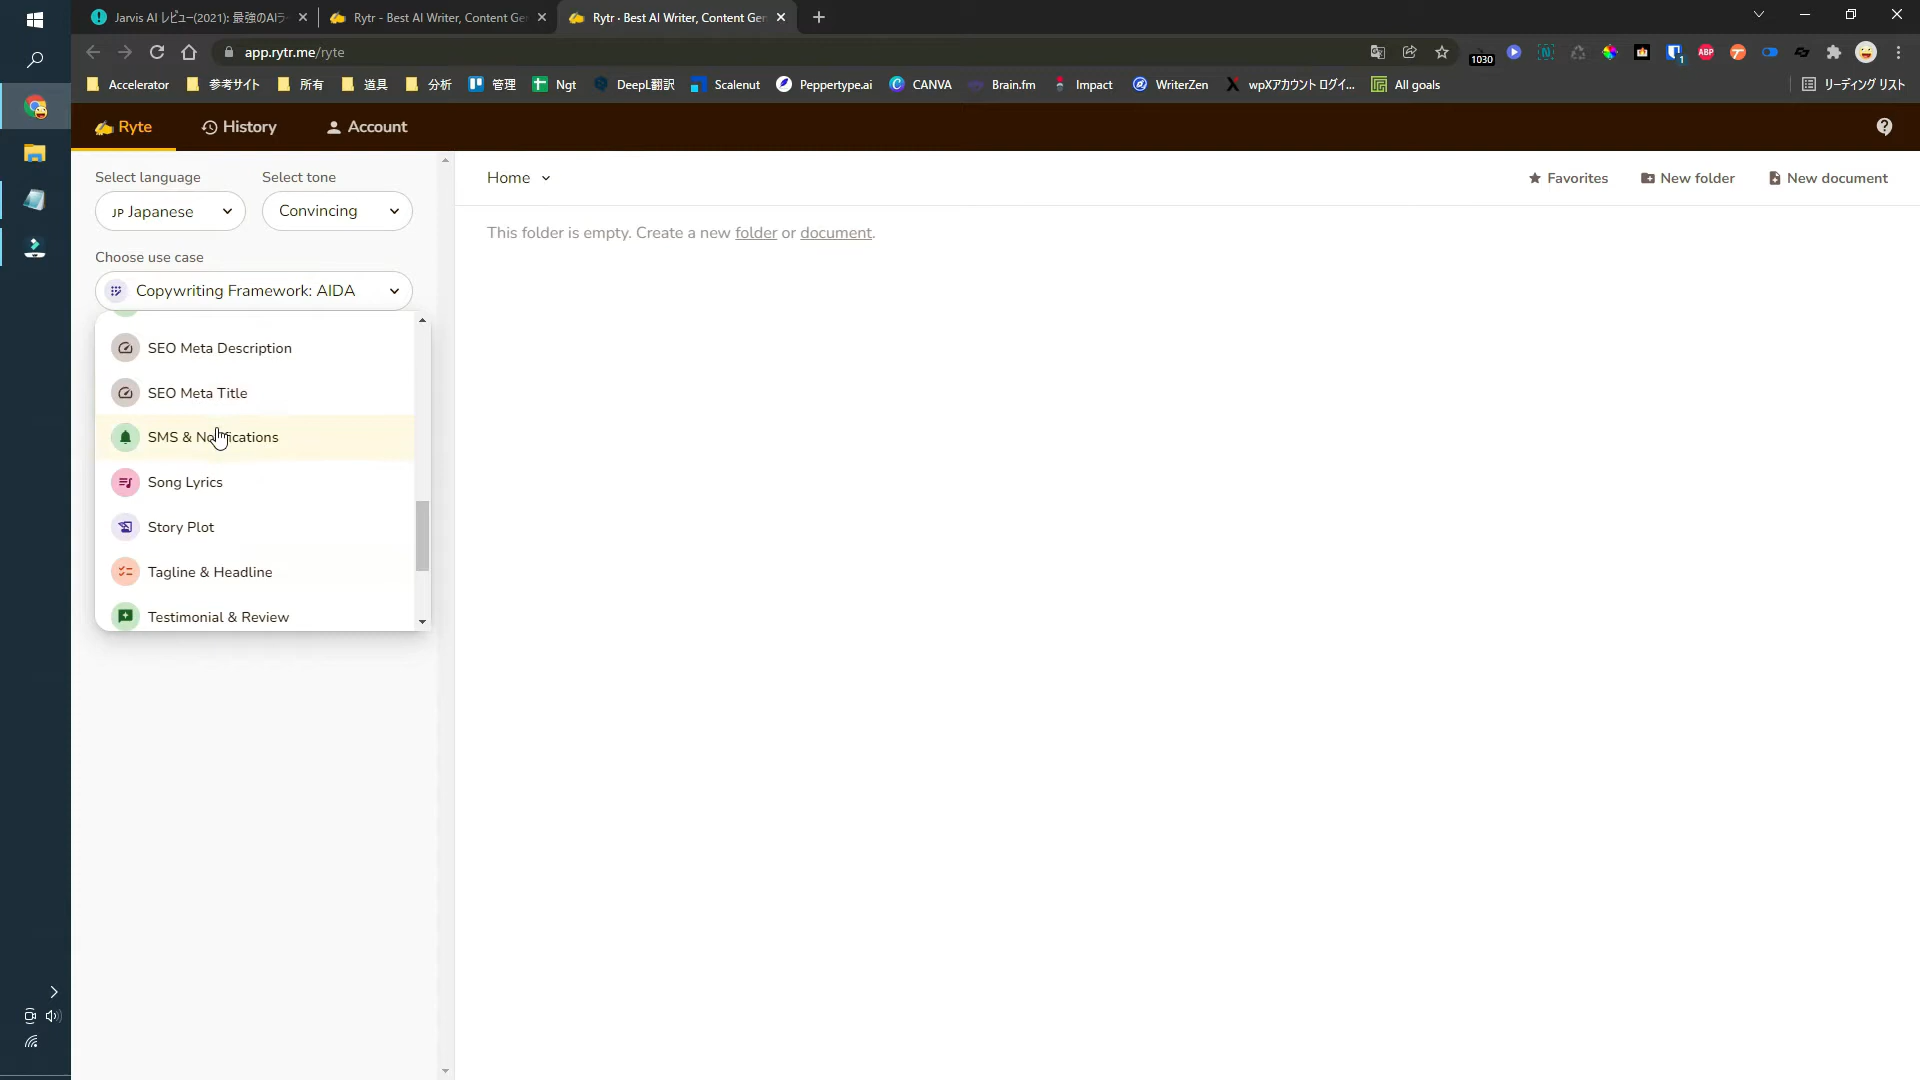 Jarvis AI レビュー(2021): 最強のAIラ
Rytr - Best AI Writer, Content Ge
Rytr · Best AI Writer, Content Ger
app.rytr.me/ryte
1030
1
ABP
Accelerator
参考サイト
所有
道具
分析
管理
Ngt
DeepL翻訳
Scalenut
Peppertype.ai
CANVA
Brain.fm
Impact
WriterZen
wpXアカウント ログイ...
All goals
リーディング リスト
Ryte
History
Account
Select language
Select tone
JP Japanese
Convincing
Home
Favorites
New folder
New document
This folder is empty. Create a new folder or document.
Choose use case
Copywriting Framework: AIDA
SEO Meta Description
SEO Meta Title
SMS & Notifications
Song Lyrics
Story Plot
Tagline & Headline
Testimonial & Review